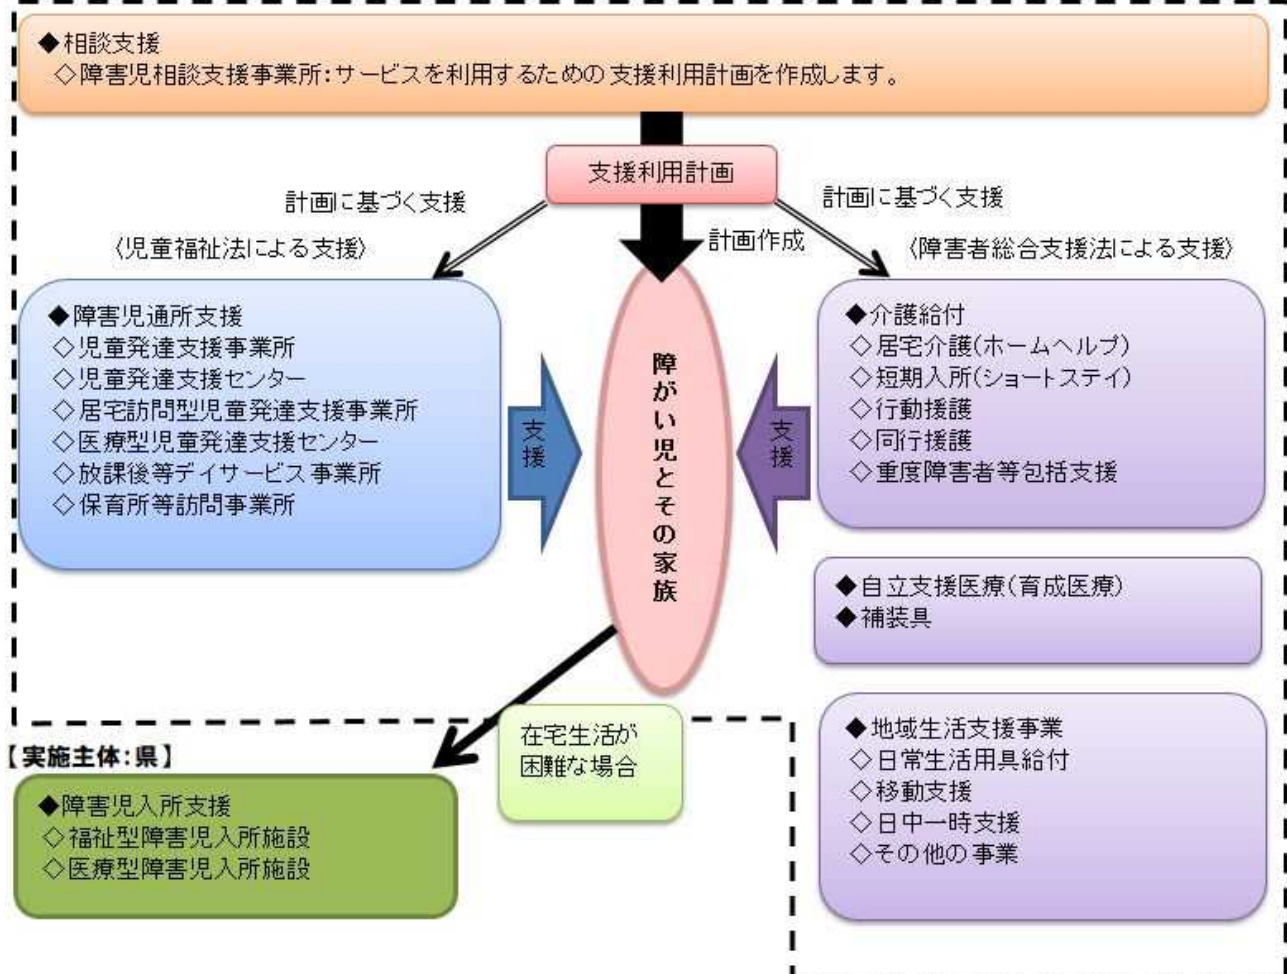 ◆相談支援
◇障害児相談支援事業所:サービスを利用するための支援利用計画を作成します。
支援利用計画
計画に基づく支援
計画に基づく支援
計画作成
〈児童福祉法による支援〉
〈障害者総合支援法による支援〉
◆障害児通所支援
◇児童発達支援事業所
◇児童発達支援センター
◇居宅訪問型児童発達支援事業所
◇医療型児童発達支援センター
◇放課後等デイサービス事業所
◇保育所等訪問事業所
支援
障がい児とその家族
支援
◆介護給付
◇居宅介護(ホームヘルプ)
◇短期入所(ショートステイ)
◇行動援護
◇同行援護
◇重度障害者等包括支援
◆自立支援医療(育成医療)
◆補装具
◆地域生活支援事業
◇日常生活用具給付
◇移動支援
◇日中一時支援
◇その他の事業
在宅生活が
困難な場合
【実施主体:県】
◆障害児入所支援
◇福祉型障害児入所施設
◇医療型障害児入所施設